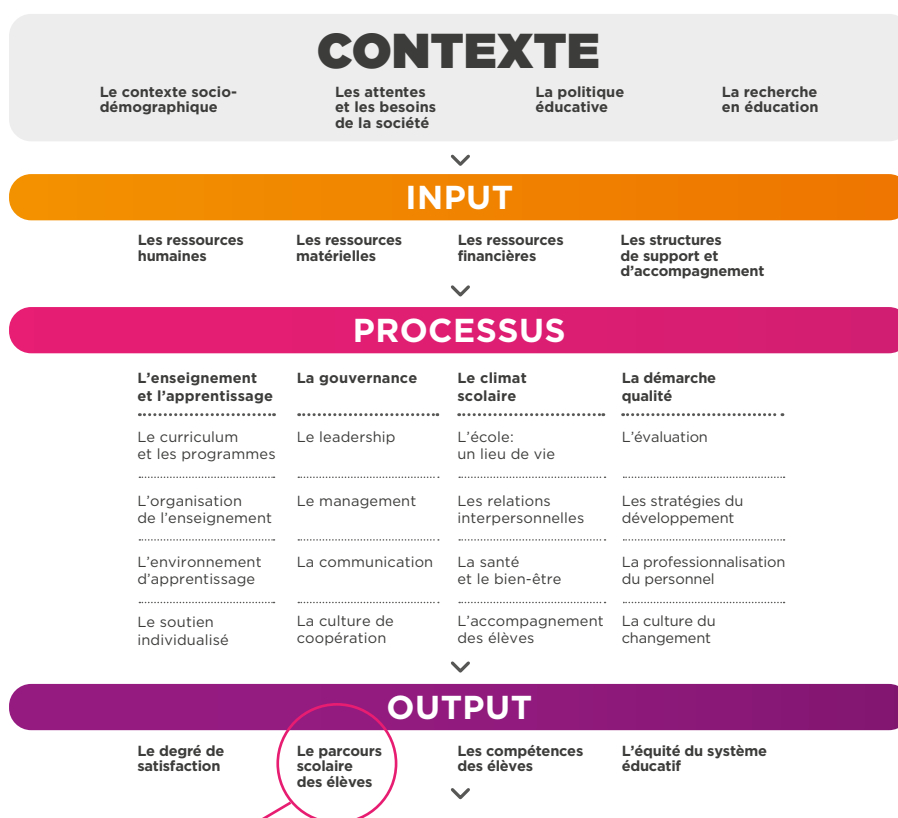 CONTEXTE
Le contexte socio-
démographique
Les attentes
et les besoins
de la société
La politique
éducative
La recherche
en éducation
INPUT
Les ressources
humaines
Les ressources
matérielles
Les ressources
financières
Les structures
de support et
d'accompagnement
PROCESSUS
L'enseignement
et l'apprentissage
La gouvernance
Le climat
scolaire
La démarche
qualité
Le curriculum
et les programmes
Le leadership
L'école:
un lieu de vie
L'évaluation
L'organisation
de l'enseignement
Le management
Les relations
interpersonnelles
Les stratégies du
développement
L'environnement
d'apprentissage
La communication
La santé
et le bien-être
La professionnalisation
du personnel
Le soutien
individualisé
La culture de
coopération
L'accompagnement
des élèves
La culture du
changement
OUTPUT
Le degré de
satisfaction
Le parcours
scolaire
des élèves
Les compétences
des élèves
L'équité du système
éducatif